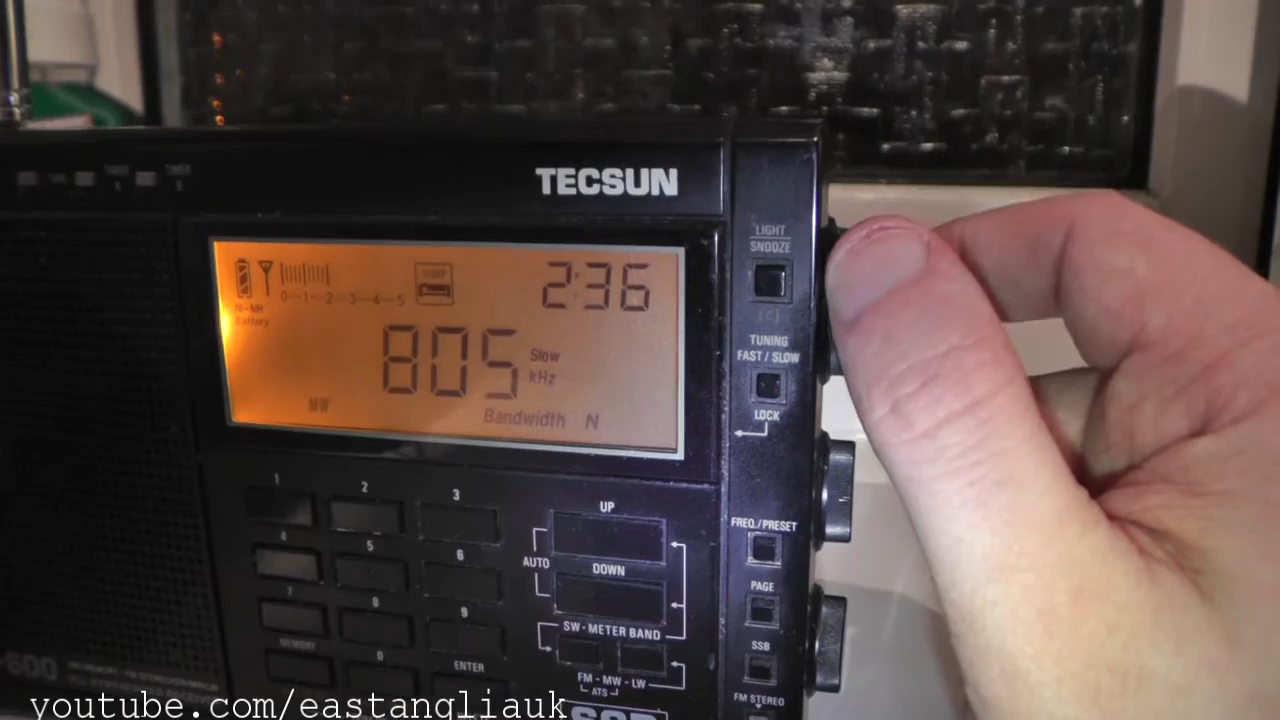 TECSUN
LIGHT
SNOOZE
TUNING
FAST / SLOW
LOCK
0-1-2-3-4-5
SLEEP
2:36
Ni-MH
Battery
805
Slow
kHz
MW
Bandwidth N
1
2
3
4
5
6
7
8
9
MEMORY
0
ENTER
UP
AUTO
DOWN
SW - METER BAND
FM - MW - LW
ATS
FREQ./PRESET
PAGE
SSB
FM STEREO
-600
youtube.com/eastangliauk